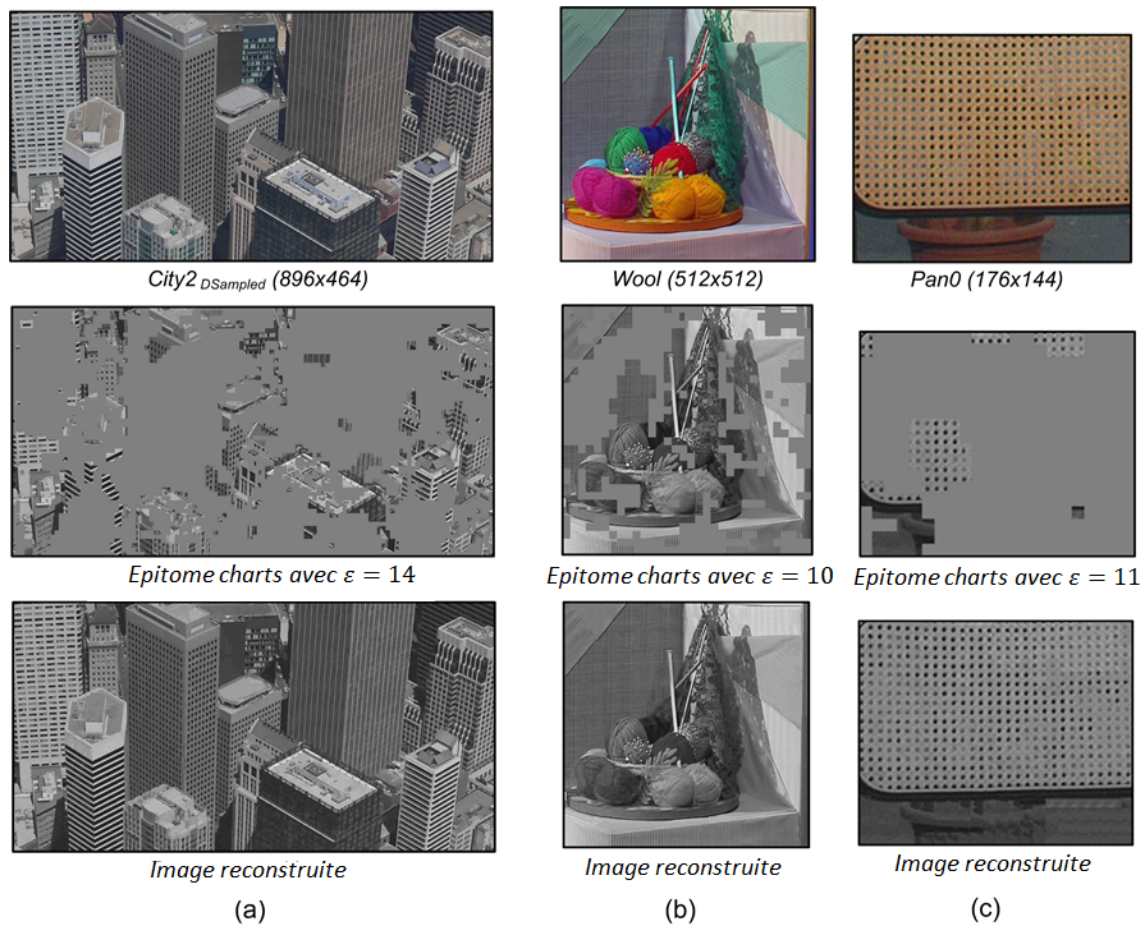 City2 DSampled (896x464)
Wool (512x512)
Pan0 (176x144)
Epitome charts avec ε = 14
Epitome charts avec ε = 10
Epitome charts avec ε = 11
Image reconstruite
Image reconstruite
Image reconstruite
(a)
(b)
(c)